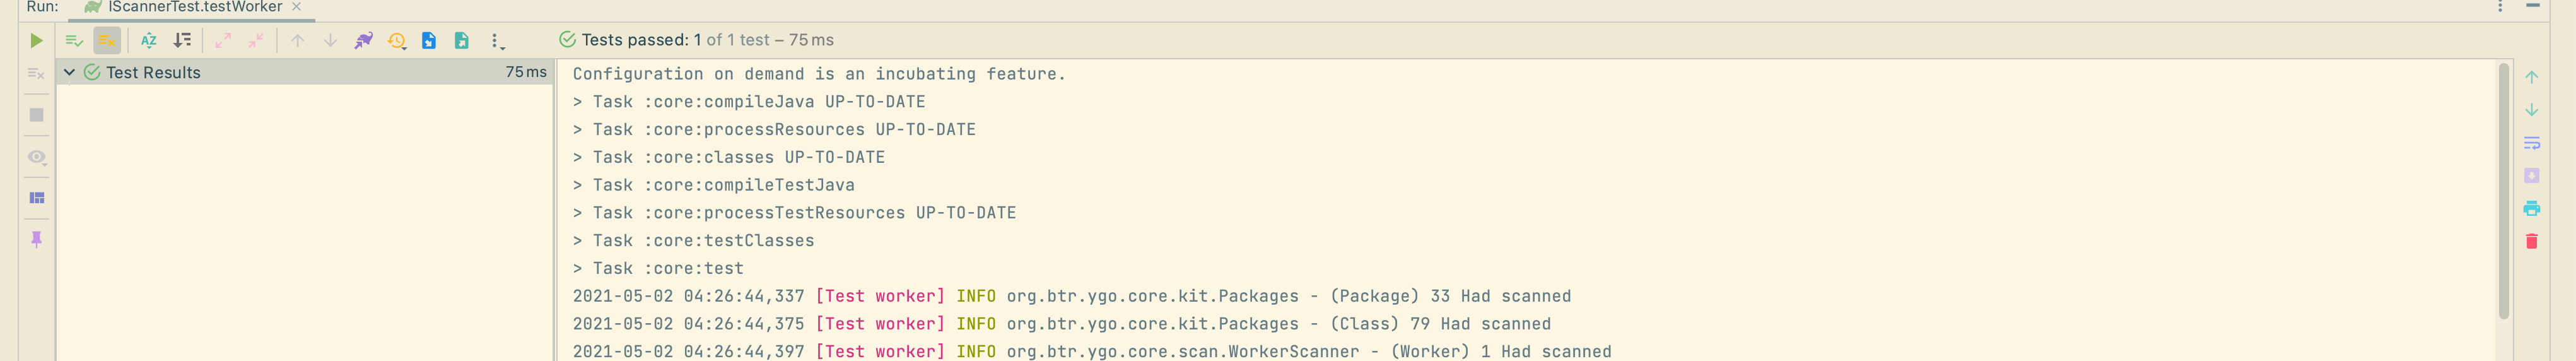 Run: IScannerTest.testWorker
Tests passed: 1 of 1 test – 75 ms
Test Results 75 ms
Configuration on demand is an incubating feature.
> Task :core:compileJava UP-TO-DATE
> Task :core:processResources UP-TO-DATE
> Task :core:classes UP-TO-DATE
> Task :core:compileTestJava
> Task :core:processTestResources UP-TO-DATE
> Task :core:testClasses
> Task :core:test
2021-05-02 04:26:44,337 [Test worker] INFO org.btr.ygo.core.kit.Packages - (Package) 33 Had scanned
2021-05-02 04:26:44,375 [Test worker] INFO org.btr.ygo.core.kit.Packages - (Class) 79 Had scanned
2021-05-02 04:26:44,397 [Test worker] INFO org.btr.ygo.core.scan.WorkerScanner - (Worker) 1 Had scanned